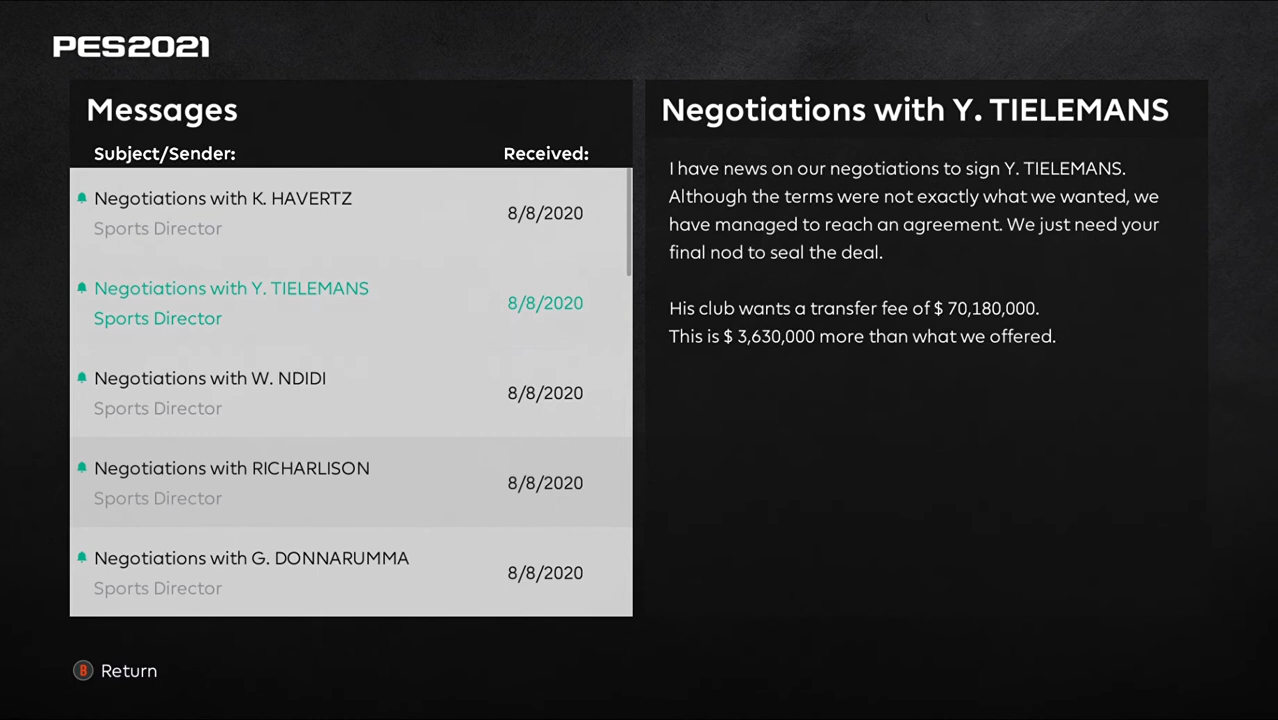 PES2021
Messages
Subject/Sender:
Received:
Negotiations with K. HAVERTZ
Sports Director
8/8/2020
Negotiations with Y. TIELEMANS
Sports Director
8/8/2020
Negotiations with W. NDIDI
Sports Director
8/8/2020
Negotiations with RICHARLISON
Sports Director
8/8/2020
Negotiations with G. DONNARUMMA
Sports Director
8/8/2020
Negotiations with Y. TIELEMANS
I have news on our negotiations to sign Y. TIELEMANS.
Although the terms were not exactly what we wanted, we
have managed to reach an agreement. We just need your
final nod to seal the deal.
His club wants a transfer fee of $ 70,180,000.
This is $ 3,630,000 more than what we offered.
B Return